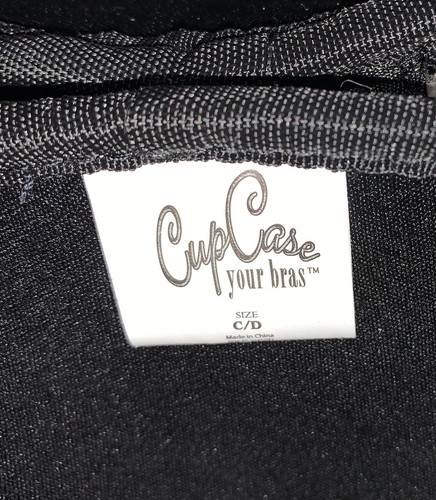 CupCase
your bras™
SIZE
C/D
Made in China